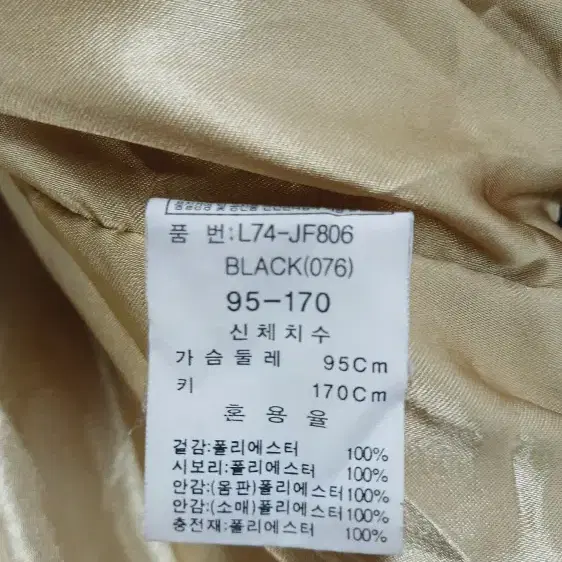 품 번:L74-JF806
BLACK(076)
95-170
신체치수
가슴둘레 95Cm
키 170Cm
혼용율
겉감:폴리에스터 100%
시보리:폴리에스터 100%
안감:(몸판)폴리에스터 100%
안감:(소매)폴리에스터 100%
충전재:폴리에스터 100%